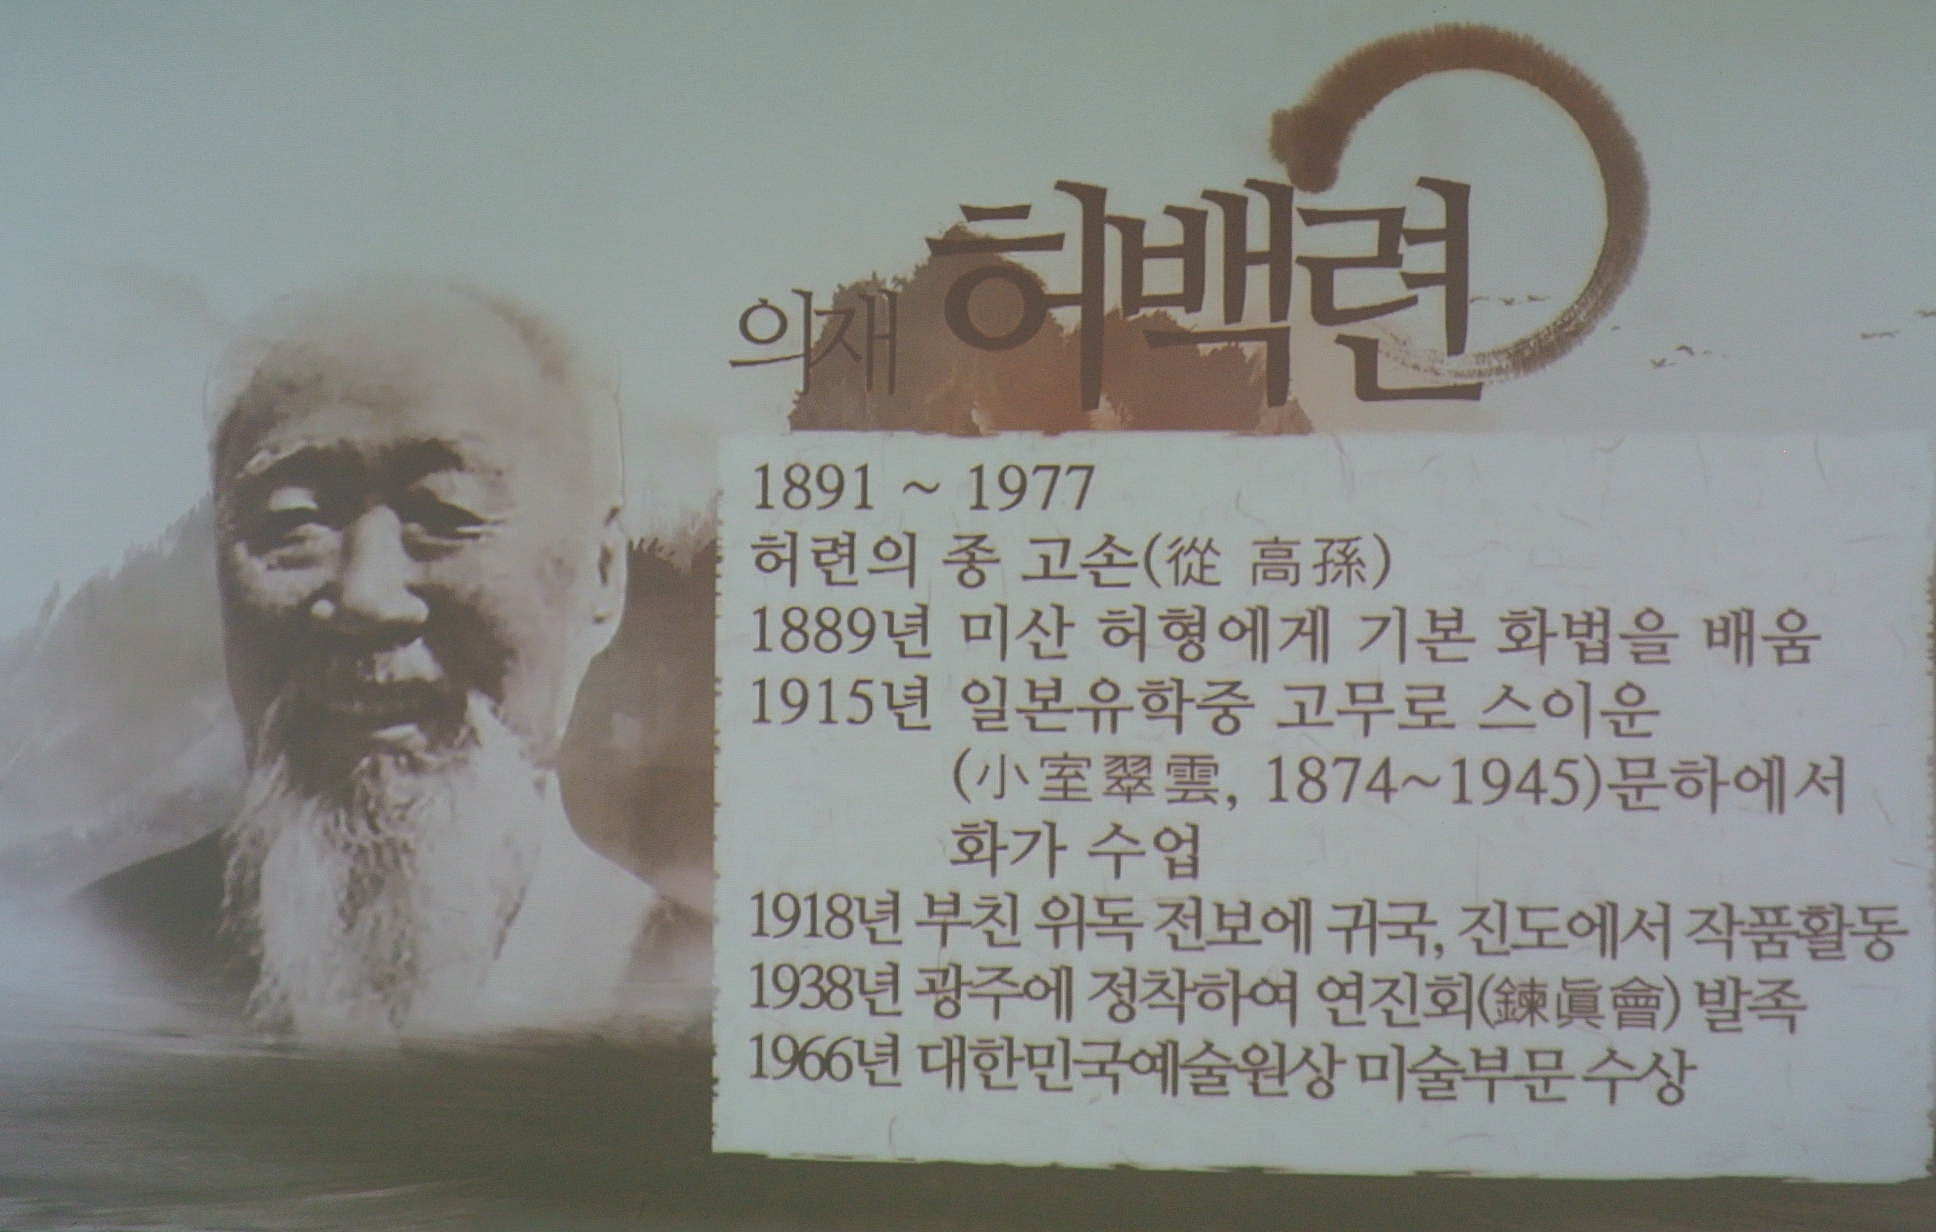 의재 허백련
1891 ~ 1977
허련의 종 고손(從 高孫)
1889년 미산 허형에게 기본 화법을 배움
1915년 일본유학중 고무로 스이운
(小室翠雲, 1874~1945)문하에서
화가 수업
1918년 부친 위독 전보에 귀국, 진도에서 작품활동
1938년 광주에 정착하여 연진회(鍊眞會) 발족
1966년 대한민국예술원상 미술부문 수상